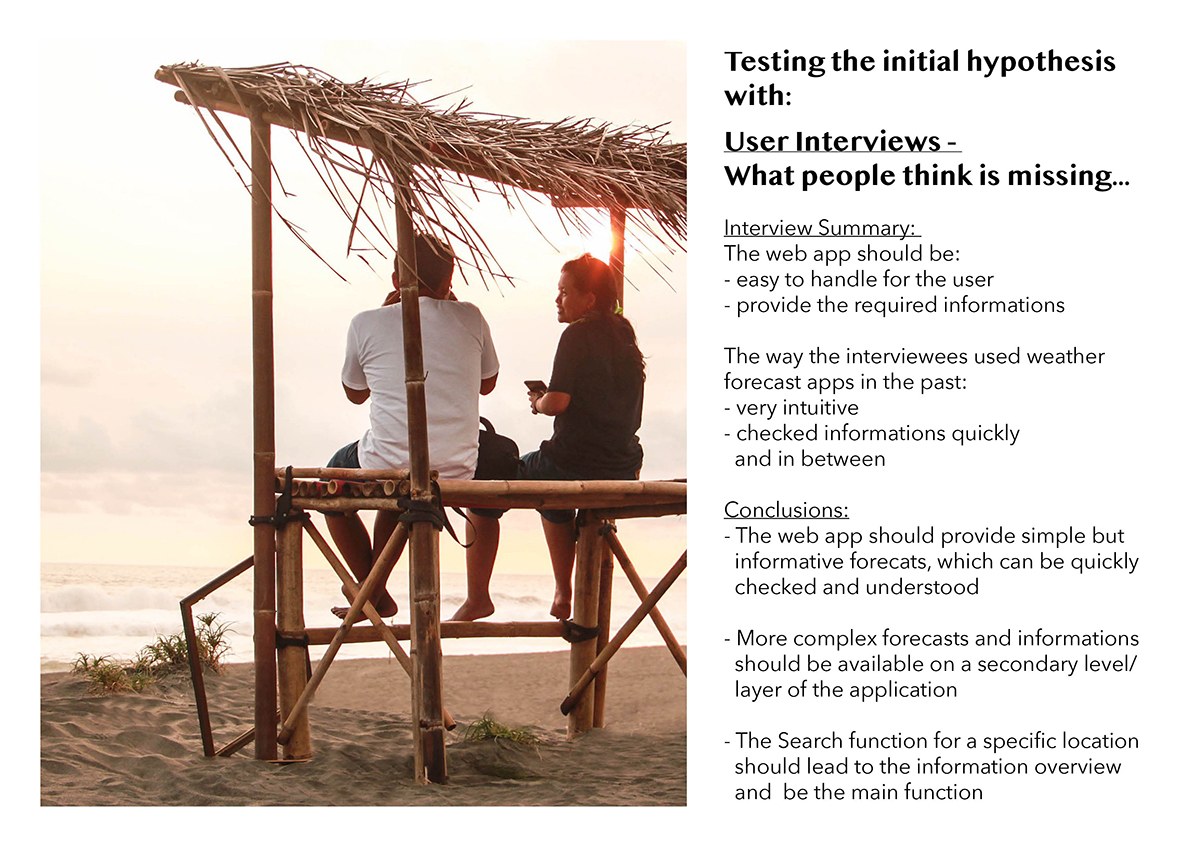 Testing the initial hypothesis
with:
User Interviews -
What people think is missing...
Interview Summary:
The web app should be:
- easy to handle for the user
- provide the required informations
The way the interviewees used weather
forecast apps in the past:
- very intuitive
- checked informations quickly
and in between
Conclusions:
- The web app should provide simple but
informative forecats, which can be quickly
checked and understood
- More complex forecasts and informations
should be available on a secondary level/
layer of the application
- The Search function for a specific location
should lead to the information overview
and  be the main function